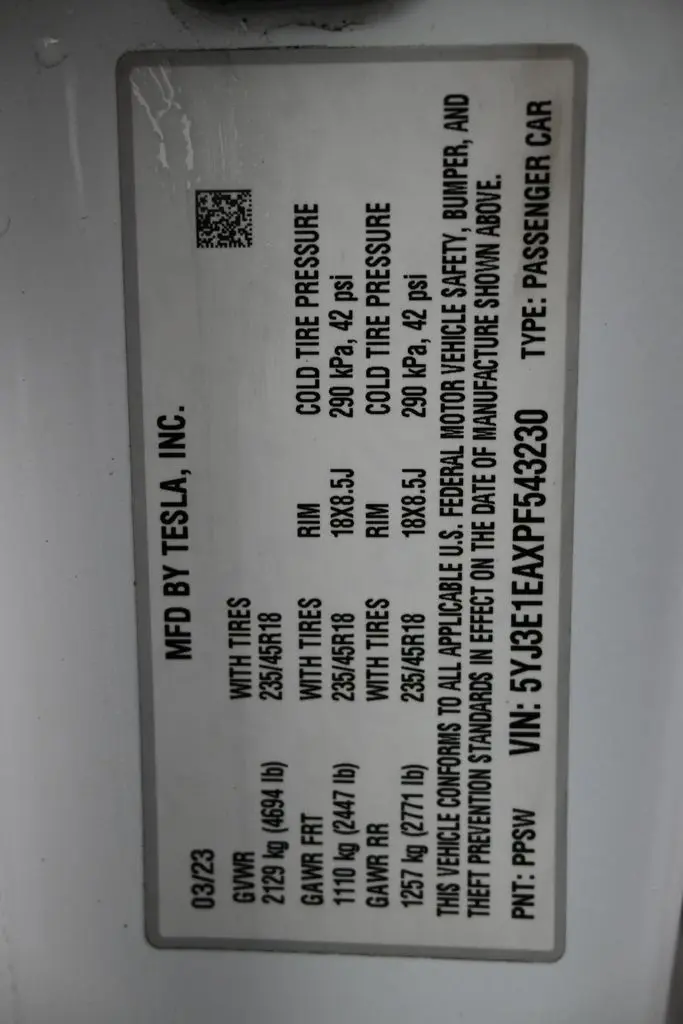 MFD BY TESLA, INC.
03/23
GVWR WITH TIRES
2129 kg (4694 lb) 235/45R18
GAWR FRT WITH TIRES RIM COLD TIRE PRESSURE
1110 kg (2447 lb) 235/45R18 18X8.5J 290 kPa, 42 psi
GAWR RR WITH TIRES RIM COLD TIRE PRESSURE
1257 kg (2771 lb) 235/45R18 18X8.5J 290 kPa, 42 psi
THIS VEHICLE CONFORMS TO ALL APPLICABLE U.S. FEDERAL MOTOR VEHICLE SAFETY, BUMPER, AND
THEFT PREVENTION STANDARDS IN EFFECT ON THE DATE OF MANUFACTURE SHOWN ABOVE.
PNT: PPSW VIN: 5YJ3E1EAXPF543230 TYPE: PASSENGER CAR